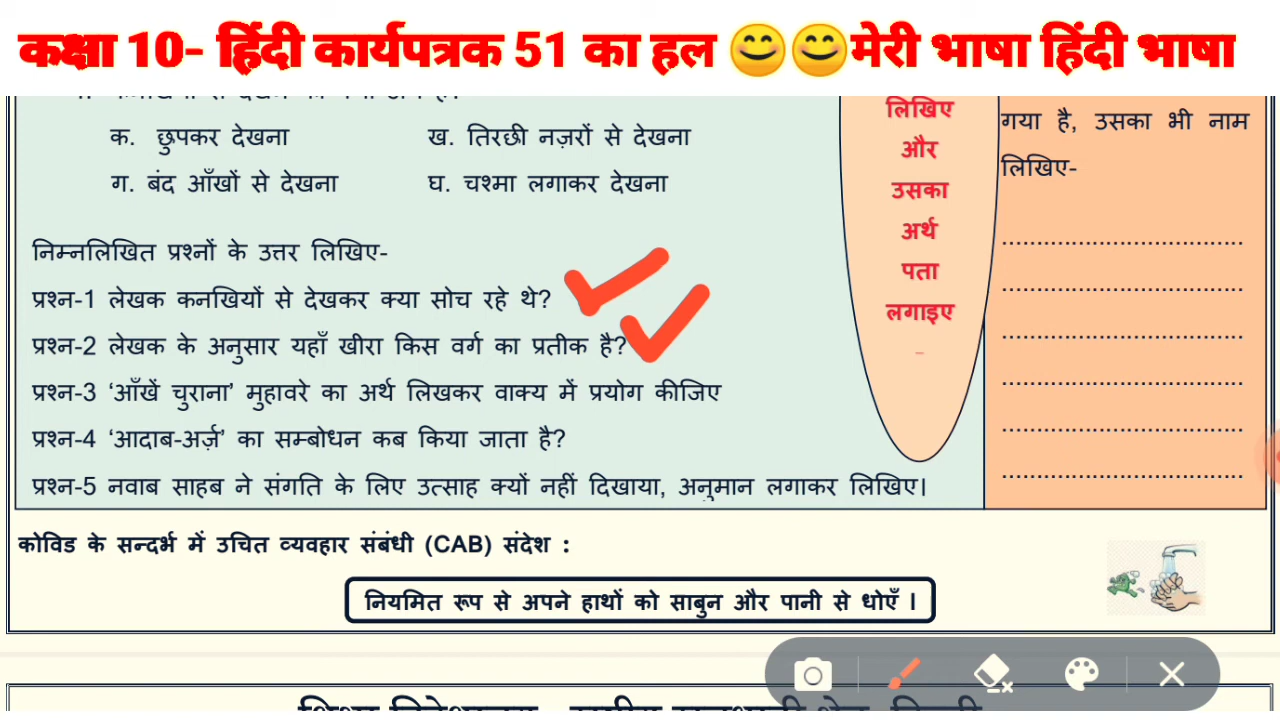 कक्षा 10- हिंदी कार्यपत्रक 51 का हल 😊😊मेरी भाषा हिंदी भाषा
क. छुपकर देखना
ख. तिरछी नज़रों से देखना
ग. बंद आँखों से देखना
घ. चश्मा लगाकर देखना
निम्नलिखित प्रश्नों के उत्तर लिखिए-
प्रश्न-1 लेखक कनखियों से देखकर क्या सोच रहे थे?
प्रश्न-2 लेखक के अनुसार यहाँ खीरा किस वर्ग का प्रतीक है?
प्रश्न-3 ‘आँखें चुराना’ मुहावरे का अर्थ लिखकर वाक्य में प्रयोग कीजिए
प्रश्न-4 ‘आदाब-अर्ज़’ का सम्बोधन कब किया जाता है?
प्रश्न-5 नवाब साहब ने संगति के लिए उत्साह क्यों नहीं दिखाया, अनुमान लगाकर लिखिए।
लिखिए
और
उसका
अर्थ
पता
लगाइए
–
गया है, उसका भी नाम
लिखिए-
..................................
..................................
..................................
..................................
..................................
..................................
कोविड के सन्दर्भ में उचित व्यवहार संबंधी (CAB) संदेश :
नियमित रूप से अपने हाथों को साबुन और पानी से धोएँ ।